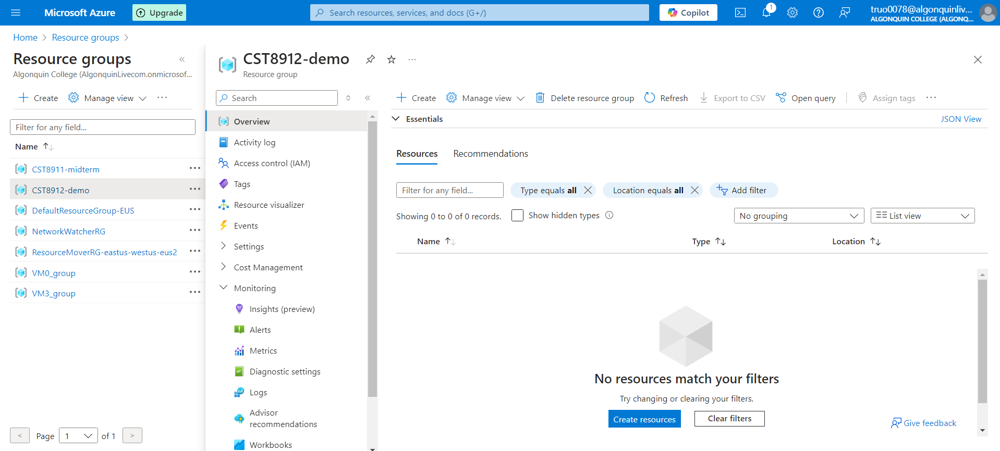 Microsoft Azure
Upgrade
Search resources, services, and docs (G+/)
Copilot
1
truo0078@algonquinliv...
ALGONQUIN COLLEGE (ALGONQ...
Home > Resource groups >
Resource groups
Algonquin College (AlgonquinLivecom.onmicrosof...
Create
Manage view
Filter for any field...
Name
CST8911-midterm
CST8912-demo
DefaultResourceGroup-EUS
NetworkWatcherRG
ResourceMoverRG-eastus-westus-eus2
VM0_group
VM3_group
< Page 1 of 1 >
CST8912-demo
Resource group
Search
Overview
Activity log
Access control (IAM)
Tags
Resource visualizer
Events
Settings
Cost Management
Monitoring
Insights (preview)
Alerts
Metrics
Diagnostic settings
Logs
Advisor
recommendations
Workbooks
Create
Manage view
Delete resource group
Refresh
Export to CSV
Open query
Assign tags
Essentials
JSON View
Resources
Recommendations
Filter for any field...
Type equals all
Location equals all
Add filter
Showing 0 to 0 of 0 records.
Show hidden types
No grouping
List view
Name
Type
Location
No resources match your filters
Try changing or clearing your filters.
Create resources
Clear filters
Give feedback